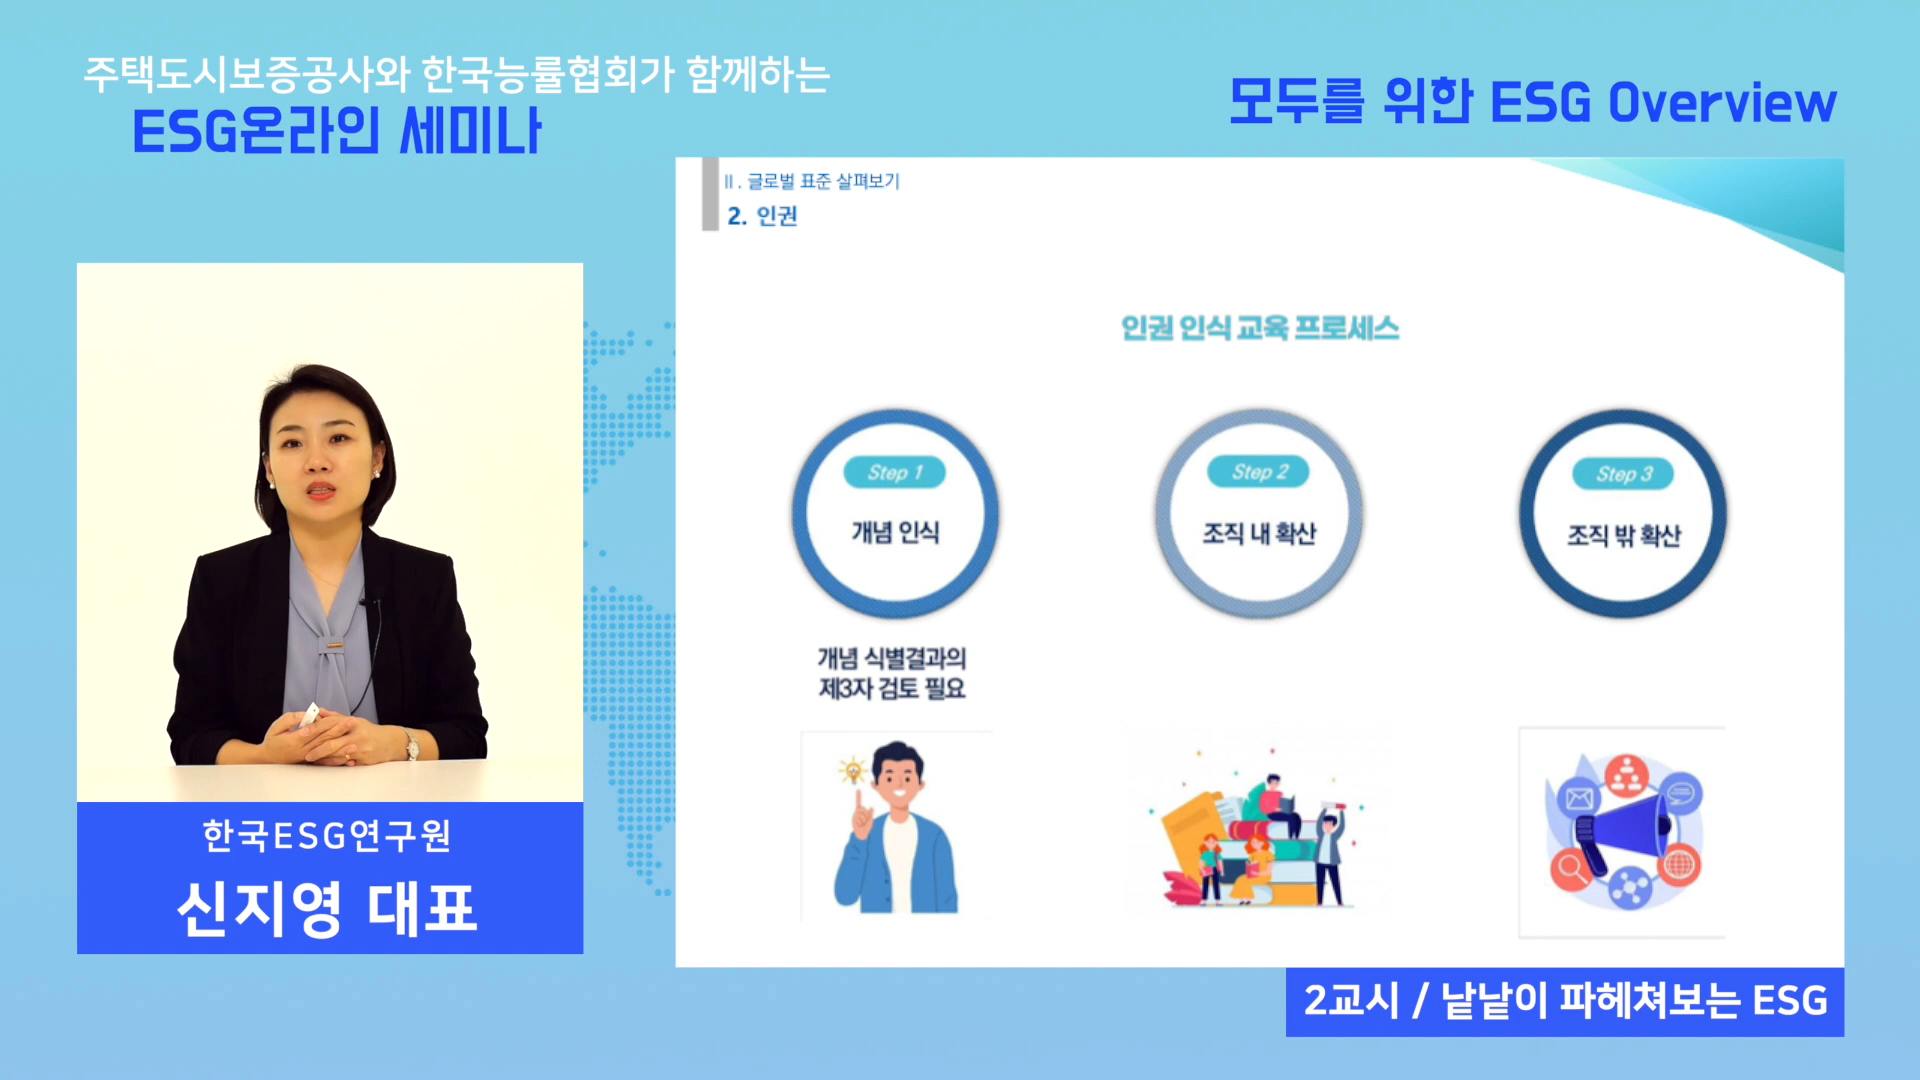 주택도시보증공사와 한국능률협회가 함께하는
ESG온라인 세미나
모두를 위한 ESG Overview
Ⅱ. 글로벌 표준 살펴보기
2. 인권
인권 인식 교육 프로세스
Step 1
개념 인식
Step 2
조직 내 확산
Step 3
조직 밖 확산
개념 식별결과의
제3자 검토 필요
한국ESG연구원
신지영 대표
2교시 / 낱낱이 파헤쳐보는 ESG